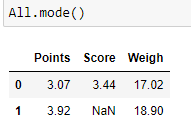 All.mode()
Points Score Weigh
0 3.07 3.44 17.02
1 3.92 NaN 18.90